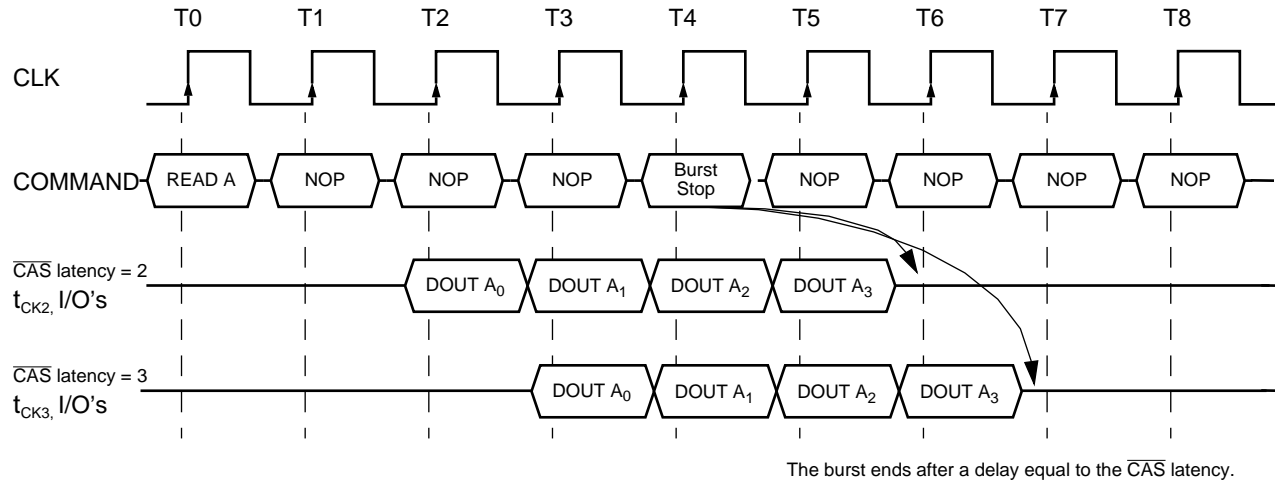 T0 T1 T2 T3 T4 T5 T6 T7 T8
CLK
COMMAND READ A NOP NOP NOP Burst Stop NOP NOP NOP NOP
CAS latency = 2
tCK2, I/O's DOUT A0 DOUT A1 DOUT A2 DOUT A3
CAS latency = 3
tCK3, I/O's DOUT A0 DOUT A1 DOUT A2 DOUT A3
The burst ends after a delay equal to the CAS latency.